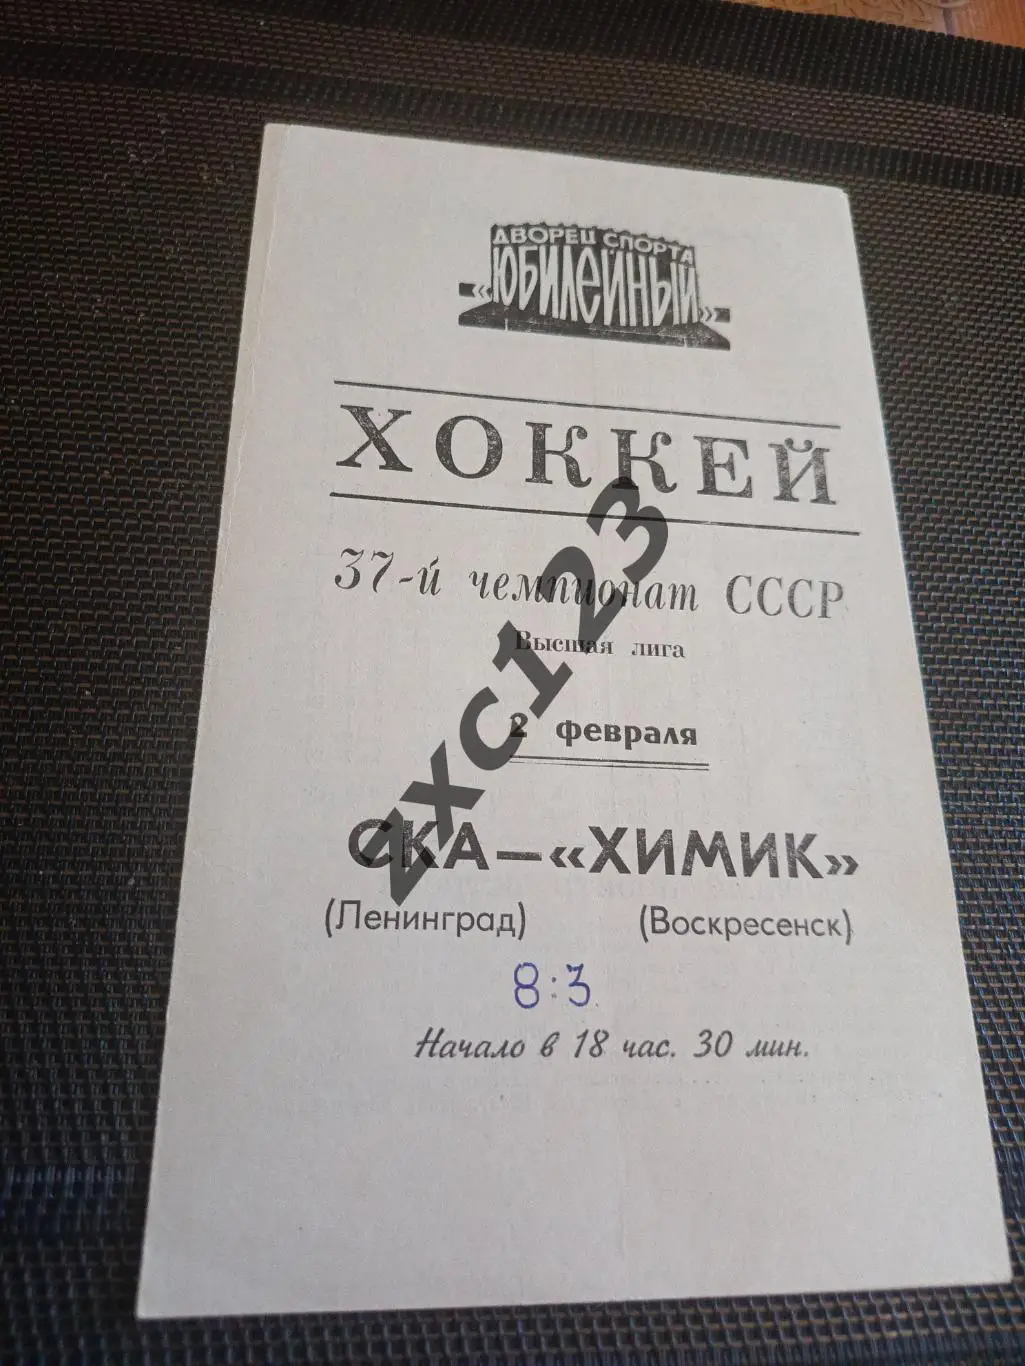 ДВОРЕЦ СПОРТА
«ЮБИЛЕЙНЫЙ»
ХОККЕЙ
37-й чемпионат СССР
Высшая лига
2 февраля
СКА—«ХИМИК»
(Ленинград) (Воскресенск)
8:3
Начало в 18 час. 30 мин.
zxc123